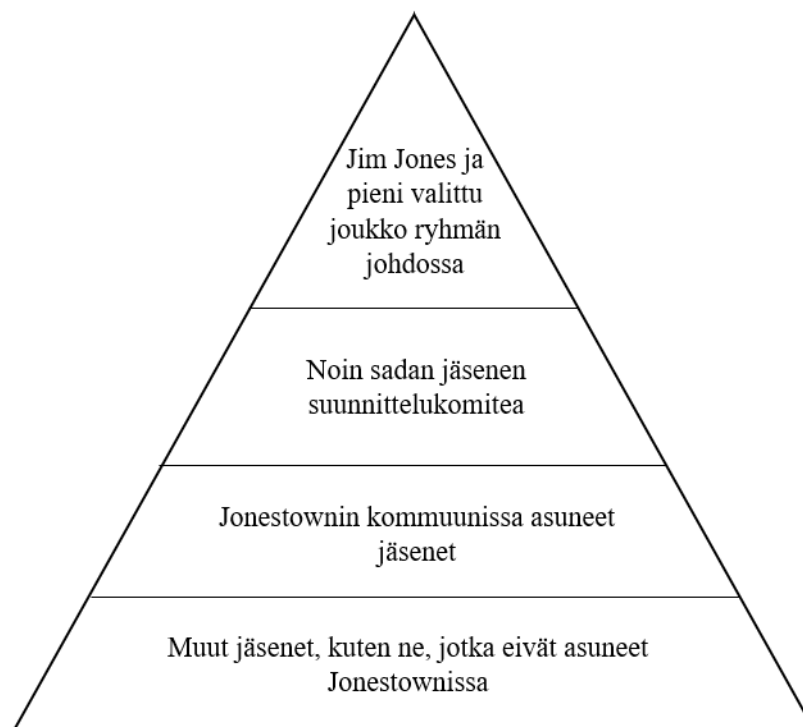 Jim Jones ja
pieni valittu
joukko ryhmän
johdossa
Noin sadan jäsenen
suunnittelukomitea
Jonestownin kommuunissa asuneet
jäsenet
Muut jäsenet, kuten ne, jotka eivät asuneet
Jonestownissa